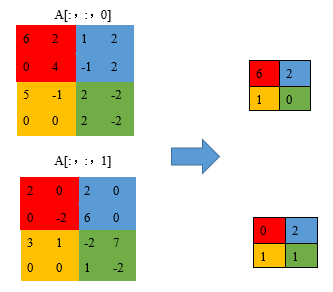 A[:，:，0]
6 2 1 2
0 4 -1 2
5 -1 2 -2
0 0 2 -2
6 2
1 0
A[:，:，1]
2 0 2 0
0 -2 6 0
3 1 -2 7
0 0 1 -2
0 2
1 1